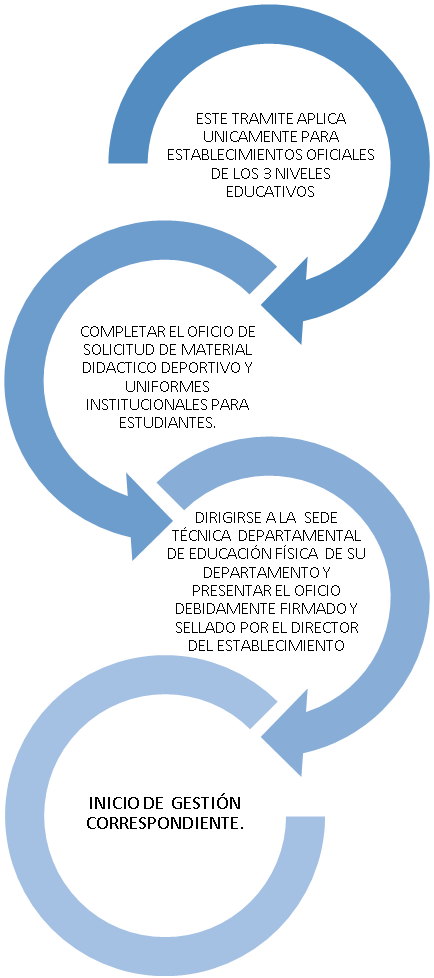 ESTE TRAMITE APLICA
UNICAMENTE PARA
ESTABLECIMIENTOS OFICIALES
DE LOS 3 NIVELES
EDUCATIVOS
COMPLETAR EL OFICIO DE
SOLICITUD DE MATERIAL
DIDACTICO DEPORTIVO Y
UNIFORMES
INSTITUCIONALES PARA
ESTUDIANTES.
DIRIGIRSE A LA SEDE
TÉCNICA DEPARTAMENTAL
DE EDUCACIÓN FÍSICA DE SU
DEPARTAMENTO Y
PRESENTAR EL OFICIO
DEBIDAMENTE FIRMADO Y
SELLADO POR EL DIRECTOR
DEL ESTABLECIMIENTO
INICIO DE GESTIÓN
CORRESPONDIENTE.